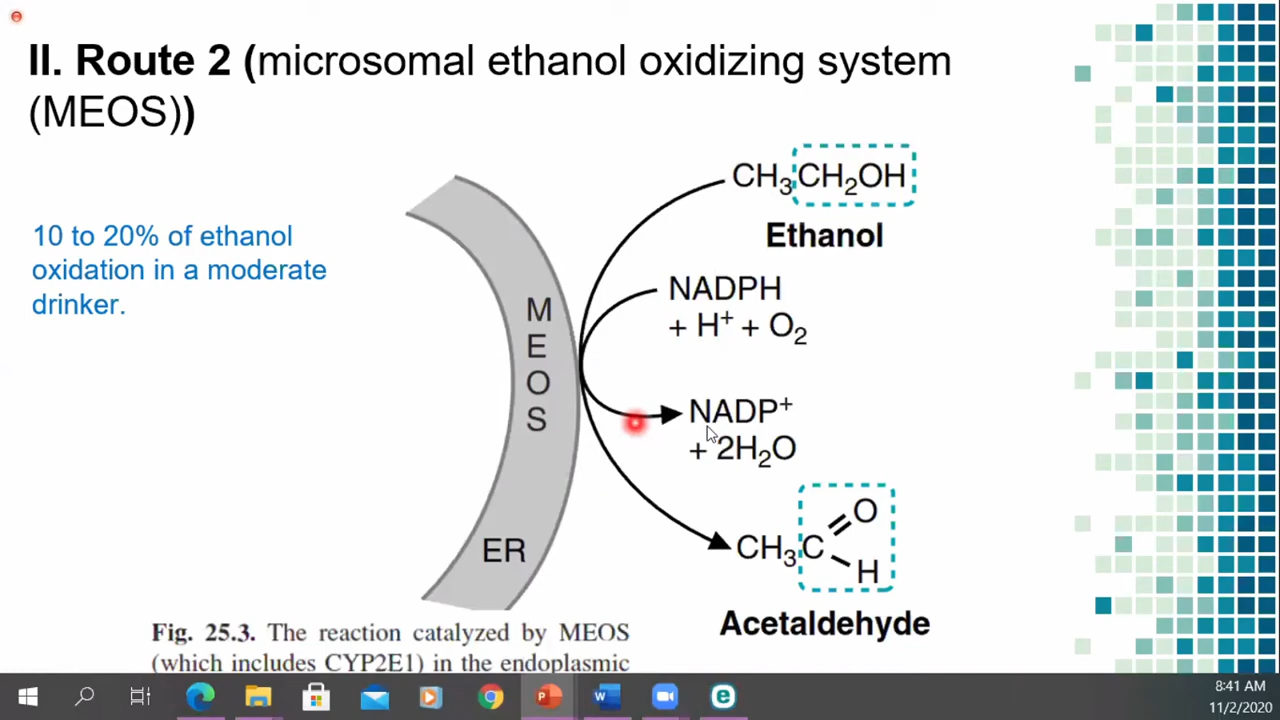 II. Route 2 (microsomal ethanol oxidizing system
(MEOS))
10 to 20% of ethanol
oxidation in a moderate
drinker.
CH₃CH₂OH
Ethanol
NADPH
+ H⁺ + O₂
M
E
O
S
NADP⁺
+ 2H₂O
ER
O
CH₃C
H
Acetaldehyde
Fig. 25.3. The reaction catalyzed by MEOS
(which includes CYP2E1) in the endoplasmic
8:41 AM
11/2/2020